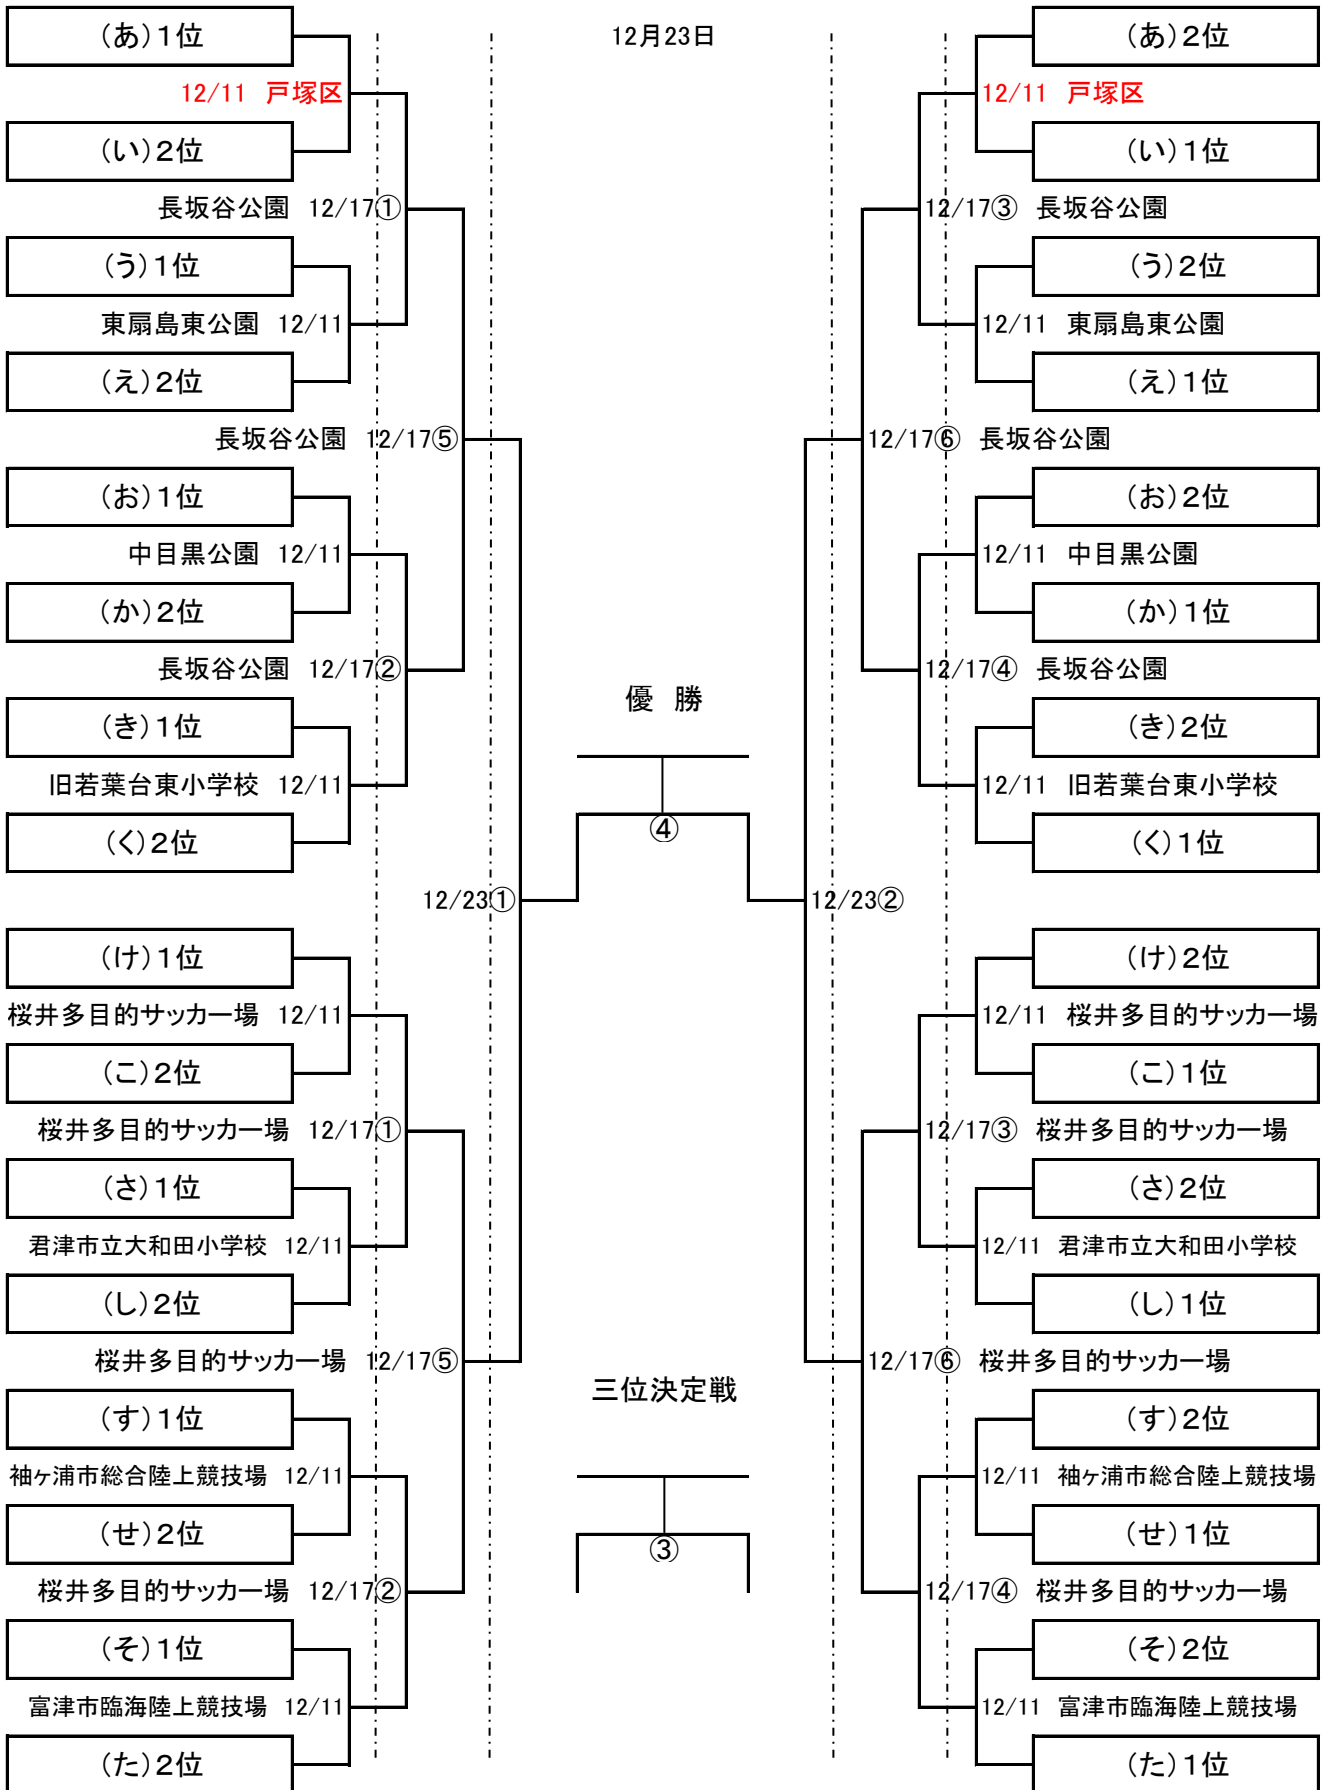 (あ)1位 12月23日 (あ)2位
12/11 戸塚区 12/11 戸塚区
(い)2位 (い)1位
長坂谷公園 12/17① 12/17③ 長坂谷公園
(う)1位 (う)2位
東扇島東公園 12/11 12/11 東扇島東公園
(え)2位 (え)1位
長坂谷公園 12/17⑤ 12/17⑥ 長坂谷公園
(お)1位 (お)2位
中目黒公園 12/11 12/11 中目黒公園
(か)2位 (か)1位
長坂谷公園 12/17② 12/17④ 長坂谷公園
優 勝
(き)1位 (き)2位
旧若葉台東小学校 12/11 12/11 旧若葉台東小学校
④
(く)2位 (く)1位
12/23① 12/23②
(け)1位 (け)2位
桜井多目的サッカー場 12/11 12/11 桜井多目的サッカー場
(こ)2位 (こ)1位
桜井多目的サッカー場 12/17① 12/17③ 桜井多目的サッカー場
(さ)1位 (さ)2位
君津市立大和田小学校 12/11 12/11 君津市立大和田小学校
(し)2位 (し)1位
桜井多目的サッカー場 12/17⑤ 12/17⑥ 桜井多目的サッカー場
三位決定戦
(す)1位 (す)2位
袖ヶ浦市総合陸上競技場 12/11 12/11 袖ヶ浦市総合陸上競技場
(せ)2位 (せ)1位
③
桜井多目的サッカー場 12/17② 12/17④ 桜井多目的サッカー場
(そ)1位 (そ)2位
富津市臨海陸上競技場 12/11 12/11 富津市臨海陸上競技場
(た)2位 (た)1位